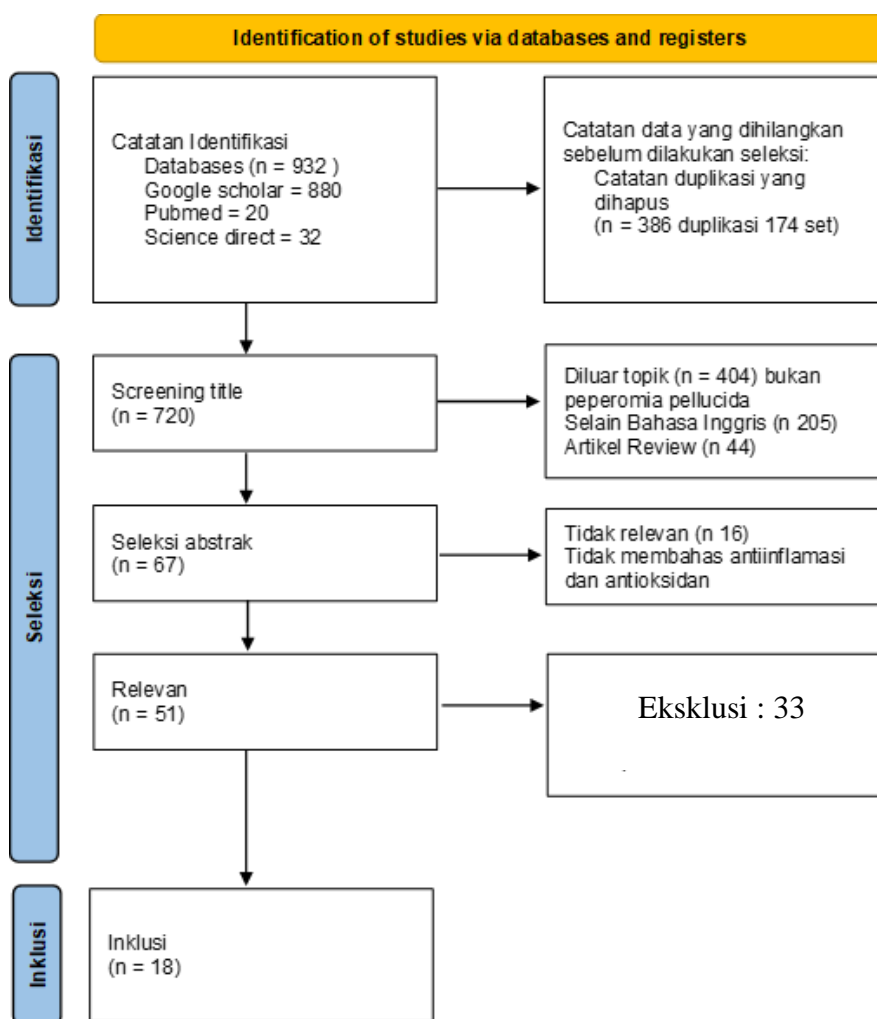 Identification of studies via databases and registers
Identifikasi
Catatan Identifikasi
Databases (n = 932 )
Google scholar = 880
Pubmed = 20
Science direct = 32
Catatan data yang dihilangkan
sebelum dilakukan seleksi:
Catatan duplikasi yang
dihapus
(n = 386 duplikasi 174 set)
Seleksi
Screening title
(n = 720)
Diluar topik (n = 404) bukan
peperomia pellucida
Selain Bahasa Inggris (n 205)
Artikel Review (n 44)
Seleksi abstrak
(n = 67)
Tidak relevan (n 16)
Tidak membahas antiinflamasi
dan antioksidan
Relevan
(n = 51)
Eksklusi : 33
Inklusi
Inklusi
(n = 18)